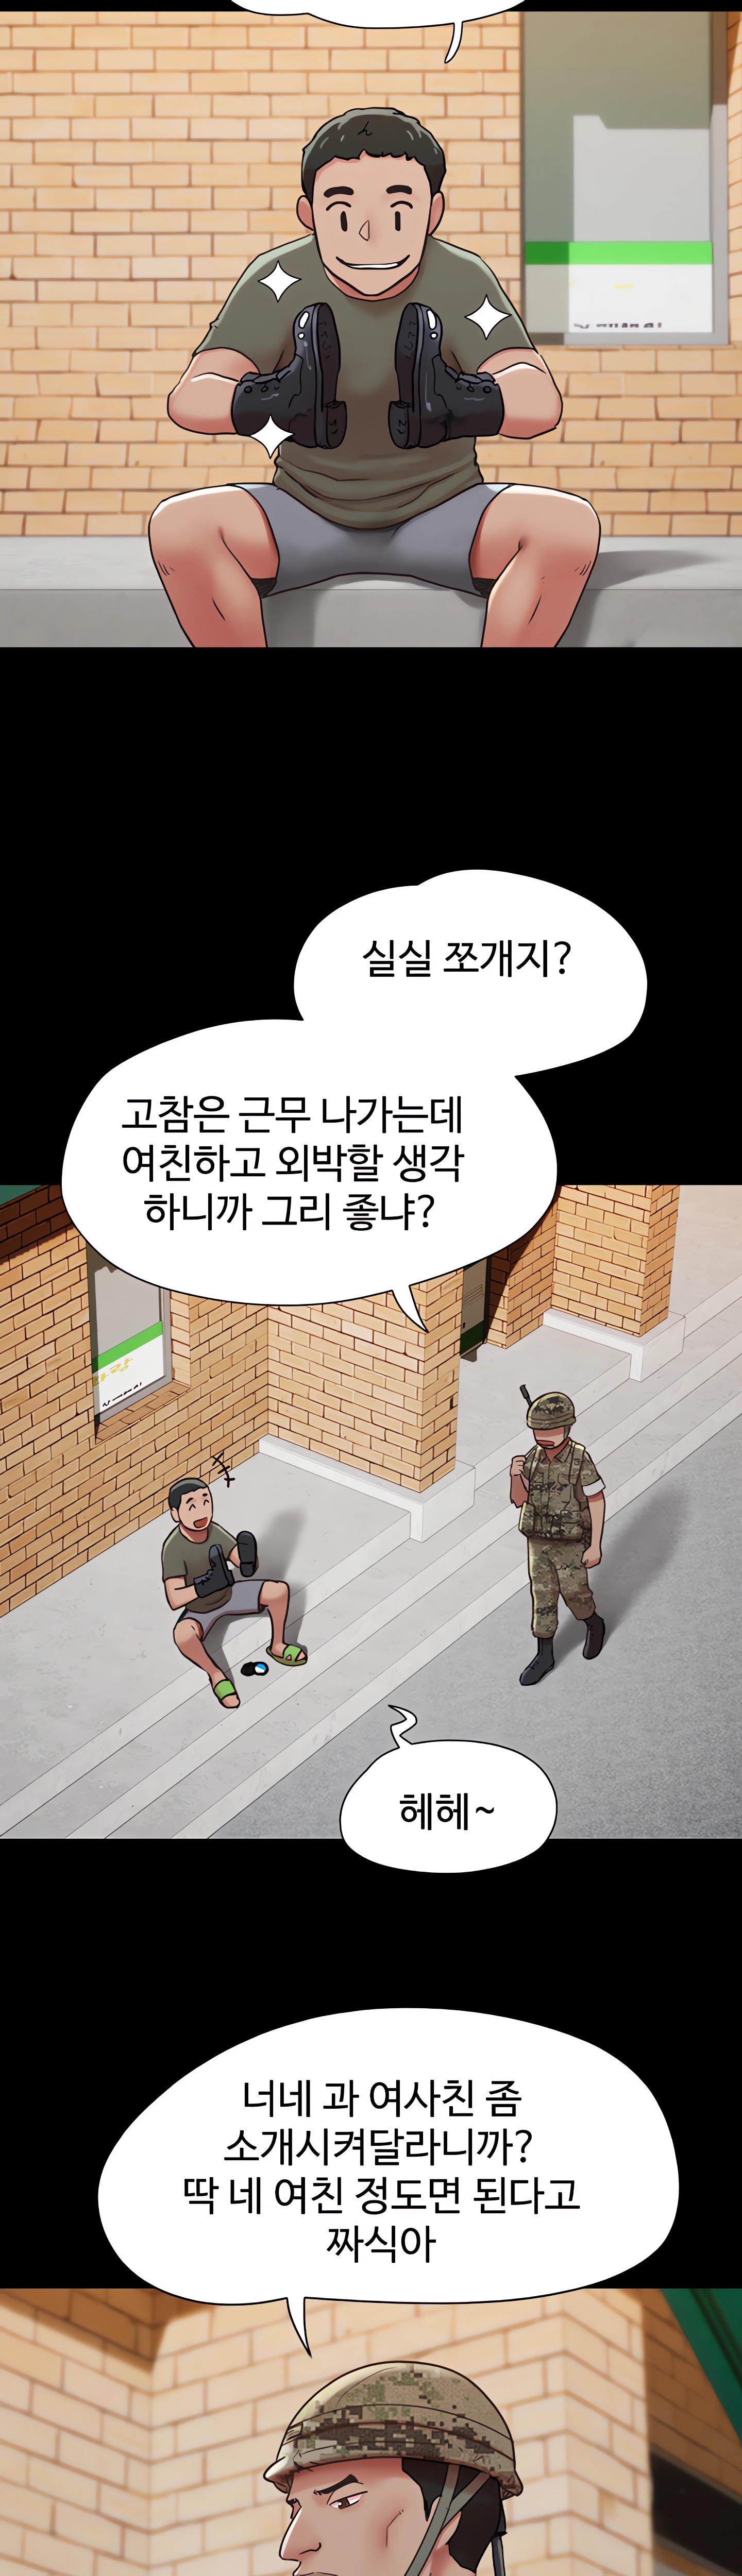 실실 쪼개지?
고참은 근무 나가는데
여친하고 외박할 생각
하니까 그리 좋냐?
헤헤~
너네 과 여사친 좀
소개시켜달라니까?
딱 네 여친 정도면 된다고
짜식아